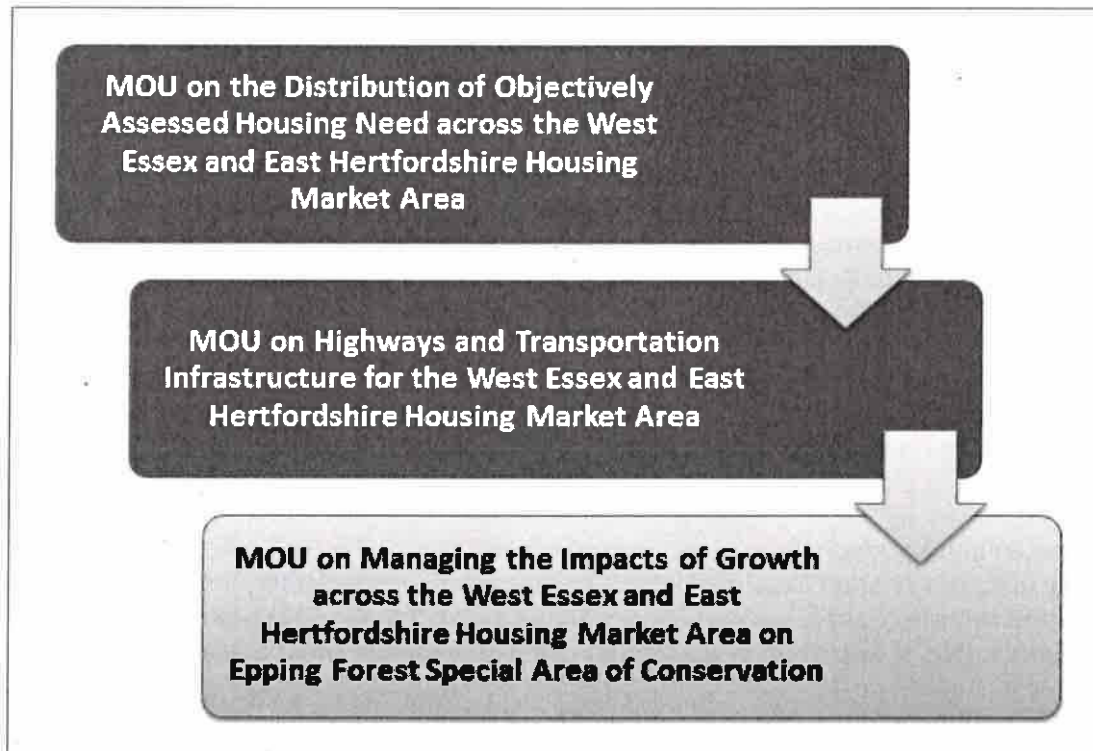 MOU on the Distribution of Objectively
Assessed Housing Need across the West
Essex and East Hertfordshire Housing
Market Area
MOU on Highways and Transportation
Infrastructure for the West Essex and East
Hertfordshire Housing Market Area
MOU on Managing the Impacts of Growth
across the West Essex and East
Hertfordshire Housing Market Area on
Epping Forest Special Area of Conservation